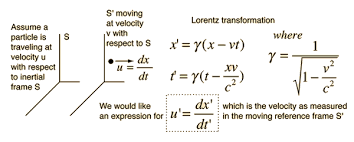 Assume a
particle is
traveling at
velocity u
with respect
to inertial
frame S
S
S' moving
at velocity
v with
respect to S
u = dx/dt
Lorentz transformation
x' = γ(x − vt)
t' = γ(t − xv/c²)
where
γ = 1/√(1 − v²/c²)
We would like
an expression for
u' = dx'/dt'
which is the velocity as measured
in the moving reference frame S'